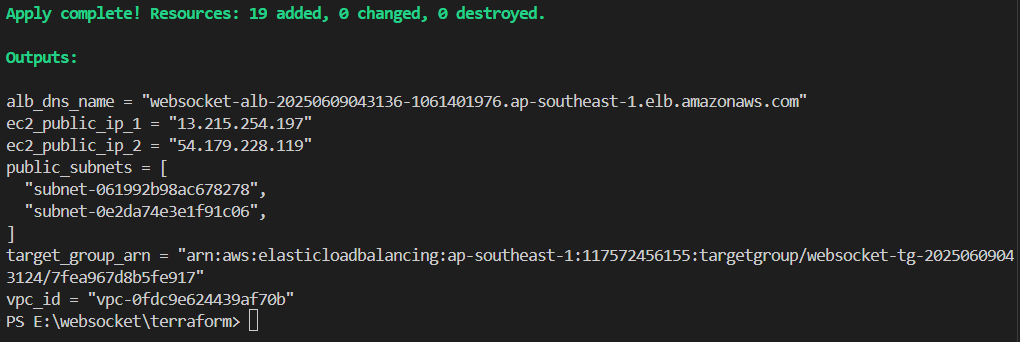 Apply complete! Resources: 19 added, 0 changed, 0 destroyed.
Outputs:
alb_dns_name = "websocket-alb-20250609043136-1061401976.ap-southeast-1.elb.amazonaws.com"
ec2_public_ip_1 = "13.215.254.197"
ec2_public_ip_2 = "54.179.228.119"
public_subnets = [
  "subnet-061992b98ac678278",
  "subnet-0e2da74e3e1f91c06",
]
target_group_arn = "arn:aws:elasticloadbalancing:ap-southeast-1:117572456155:targetgroup/websocket-tg-2025060904
3124/7fea967d8b5fe917"
vpc_id = "vpc-0fdc9e624439af70b"
PS E:\websocket\terraform>